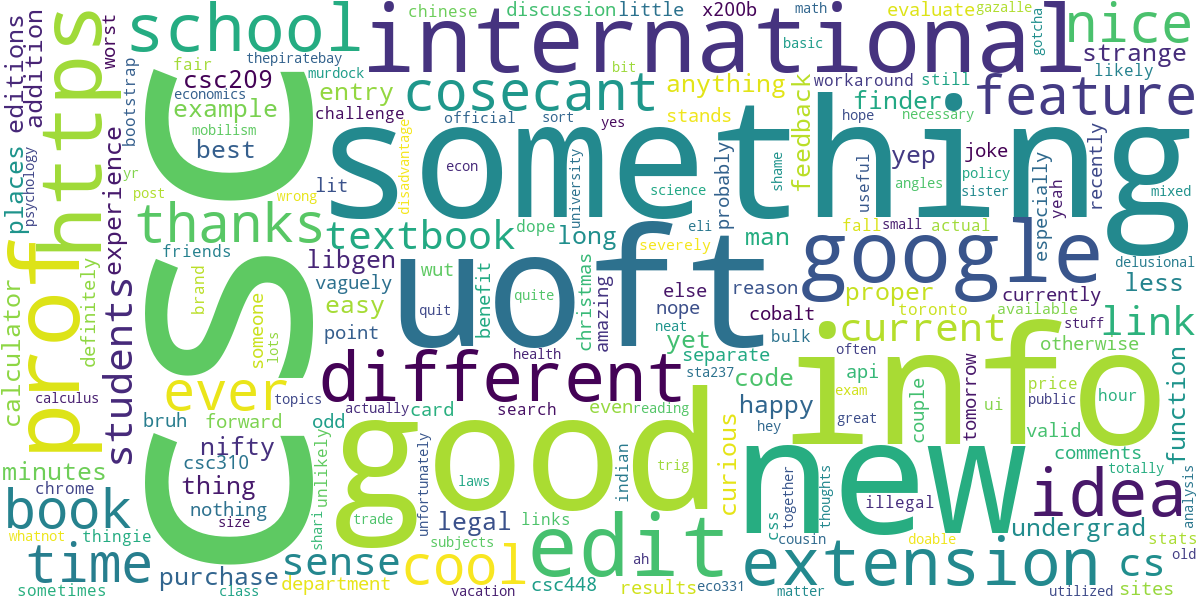 csc
something
international
uoft
info
good
new
different
google
https
prof
school
thanks
cosecant
textbook
feature
nice
extension
edit
idea
book
time
cool
sense
ever
current
link
cs
students
experience
strange
anything
evaluate
gazalle
gotcha
math
basic
x200b
little
discussion
chinese
bit
stands
workaround
still
likely
finder
necessary
hope
feedback
official
sort
yes
entry
challenge
murdock
thepiratebay
fair
csc209
economics
example
mobilism
best
bootstrap
worst
addition
editions
places
psychology
yr
post
wrong
lit
disadvantage
econ
university
science
shame
probably
useful
yep
angles
joke
policy
sister
yeah
recently
mixed
especially
delusional
less
actual
small
fall
man
eli
severely
dope
long
wut
vaguely
libgen
friends
brand
someone
lots
definitely
calculator
calculus
easy
point
benefit
quit
quite
christmas
amazing
neat
nope
else
yet
reason
cobalt
bulk
proper
toronto
currently
available
stuff
otherwise
separate
sta237
code
happy
api
often
exam
great
hey
couple
ui
tomorrow
price
public
hour
valid
comments
function
totally
analysis
stats
old
undergrad
illegal
doable
utilized
sites
matter
cousin
css
together
thoughts
curious
trig
indian
reading
even
health
search
card
actually
topics
odd
forward
bruh
nifty
csc310
thing
nothing
size
minutes
chrome
whatnot
thingie
sometimes
purchase
class
department
shari
unlikely
trade
unfortunately
laws
legal
links
subjects
ah
csc448
vacation
results
eco331